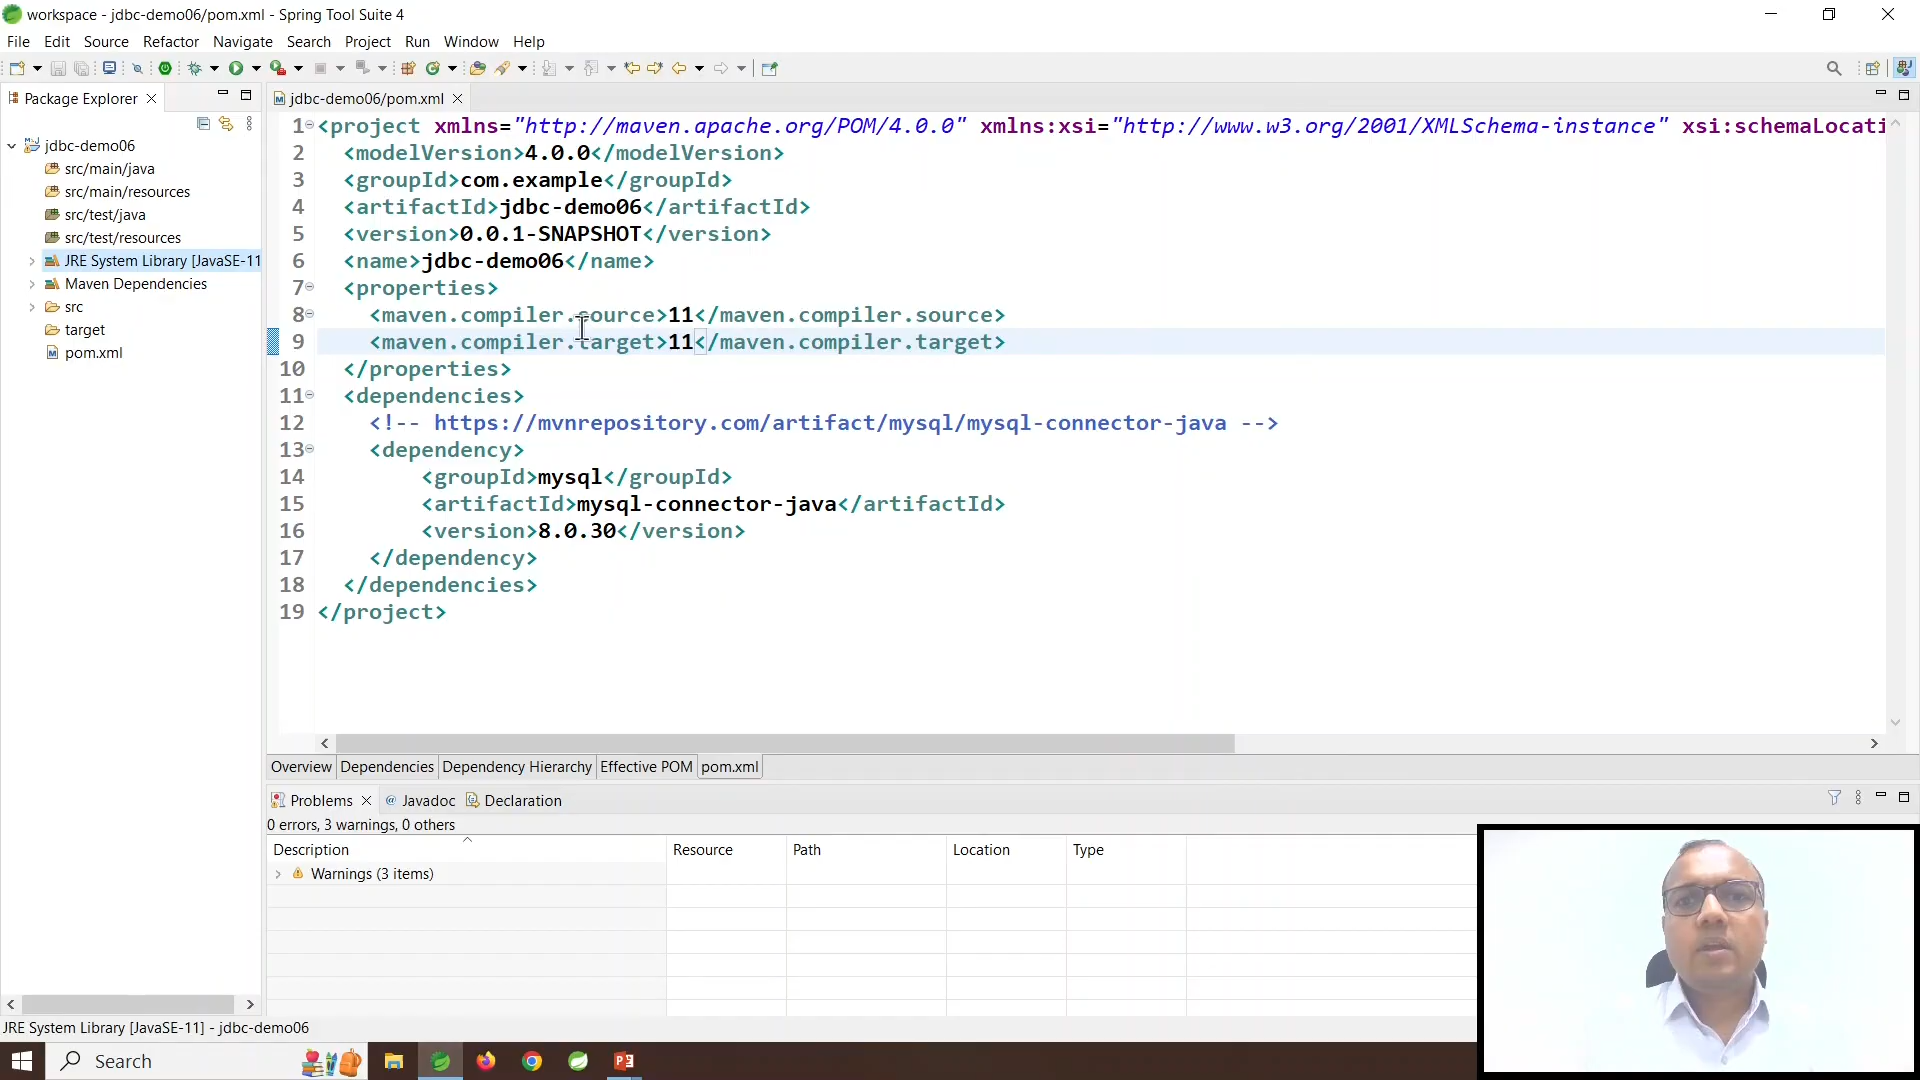 workspace - jdbc-demo06/pom.xml - Spring Tool Suite 4
File Edit Source Refactor Navigate Search Project Run Window Help
Package Explorer
jdbc-demo06/pom.xml
jdbc-demo06
src/main/java
src/main/resources
src/test/java
src/test/resources
JRE System Library [JavaSE-11
Maven Dependencies
src
target
pom.xml
1 <project xmlns="http://maven.apache.org/POM/4.0.0" xmlns:xsi="http://www.w3.org/2001/XMLSchema-instance" xsi:schemaLocati
2 <modelVersion>4.0.0</modelVersion>
3 <groupId>com.example</groupId>
4 <artifactId>jdbc-demo06</artifactId>
5 <version>0.0.1-SNAPSHOT</version>
6 <name>jdbc-demo06</name>
7 <properties>
8 <maven.compiler.source>11</maven.compiler.source>
9 <maven.compiler.target>11</maven.compiler.target>
10 </properties>
11 <dependencies>
12 <!-- https://mvnrepository.com/artifact/mysql/mysql-connector-java -->
13 <dependency>
14 <groupId>mysql</groupId>
15 <artifactId>mysql-connector-java</artifactId>
16 <version>8.0.30</version>
17 </dependency>
18 </dependencies>
19 </project>
Overview Dependencies Dependency Hierarchy Effective POM pom.xml
Problems @ Javadoc Declaration
0 errors, 3 warnings, 0 others
Description Resource Path Location Type
Warnings (3 items)
JRE System Library [JavaSE-11] - jdbc-demo06
Search